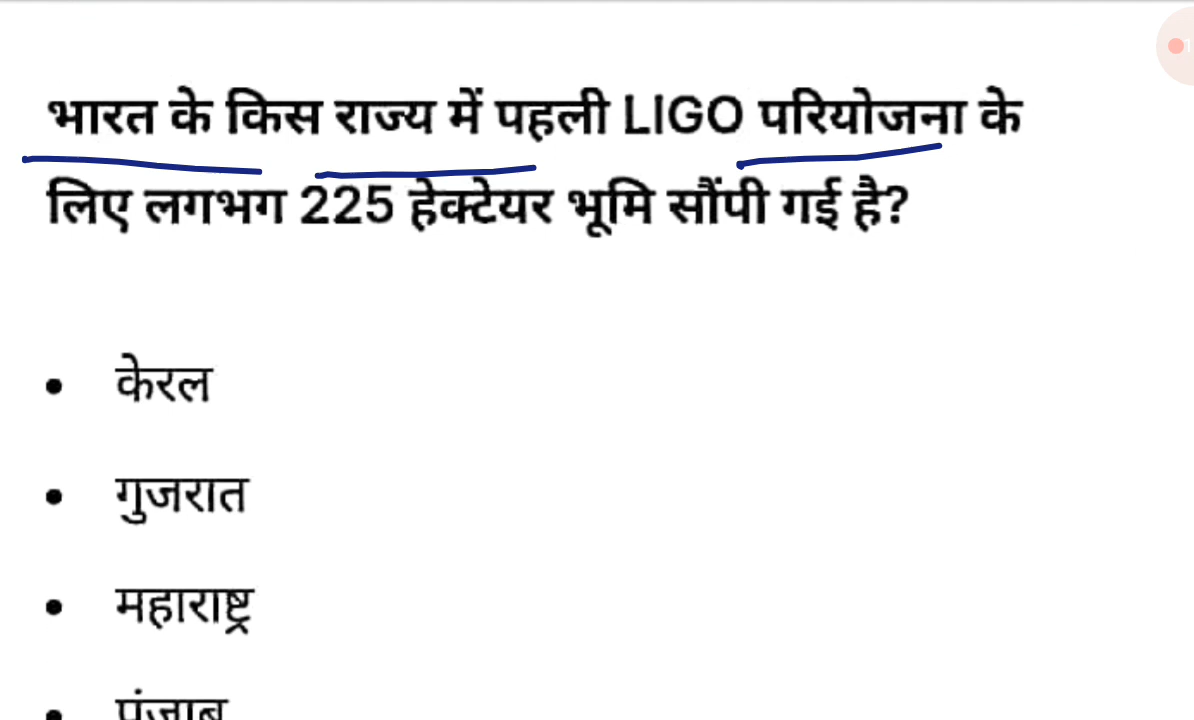 भारत के किस राज्य में पहली LIGO परियोजना के
लिए लगभग 225 हेक्टेयर भूमि सौंपी गई है?
• केरल
• गुजरात
• महाराष्ट्र
• पंजाब